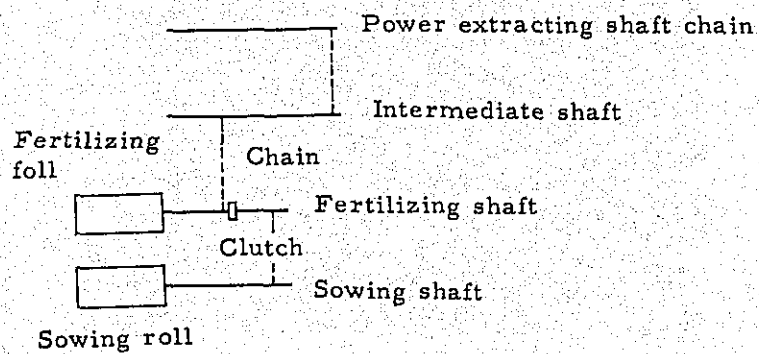 Power extracting shaft chain
Intermediate shaft
Fertilizing
foll
Chain
Fertilizing shaft
Clutch
Sowing shaft
Sowing roll